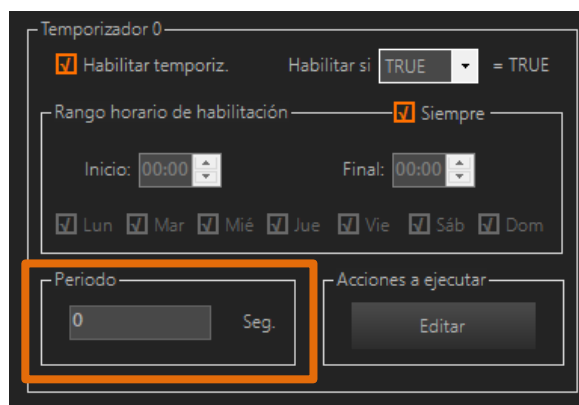 Temporizador 0
Habilitar temporiz. Habilitar si TRUE = TRUE
Rango horario de habilitación Siempre
Inicio: 00:00 Final: 00:00
Lun Mar Mié Jue Vie Sáb Dom
Periodo Acciones a ejecutar
0 Seg. Editar